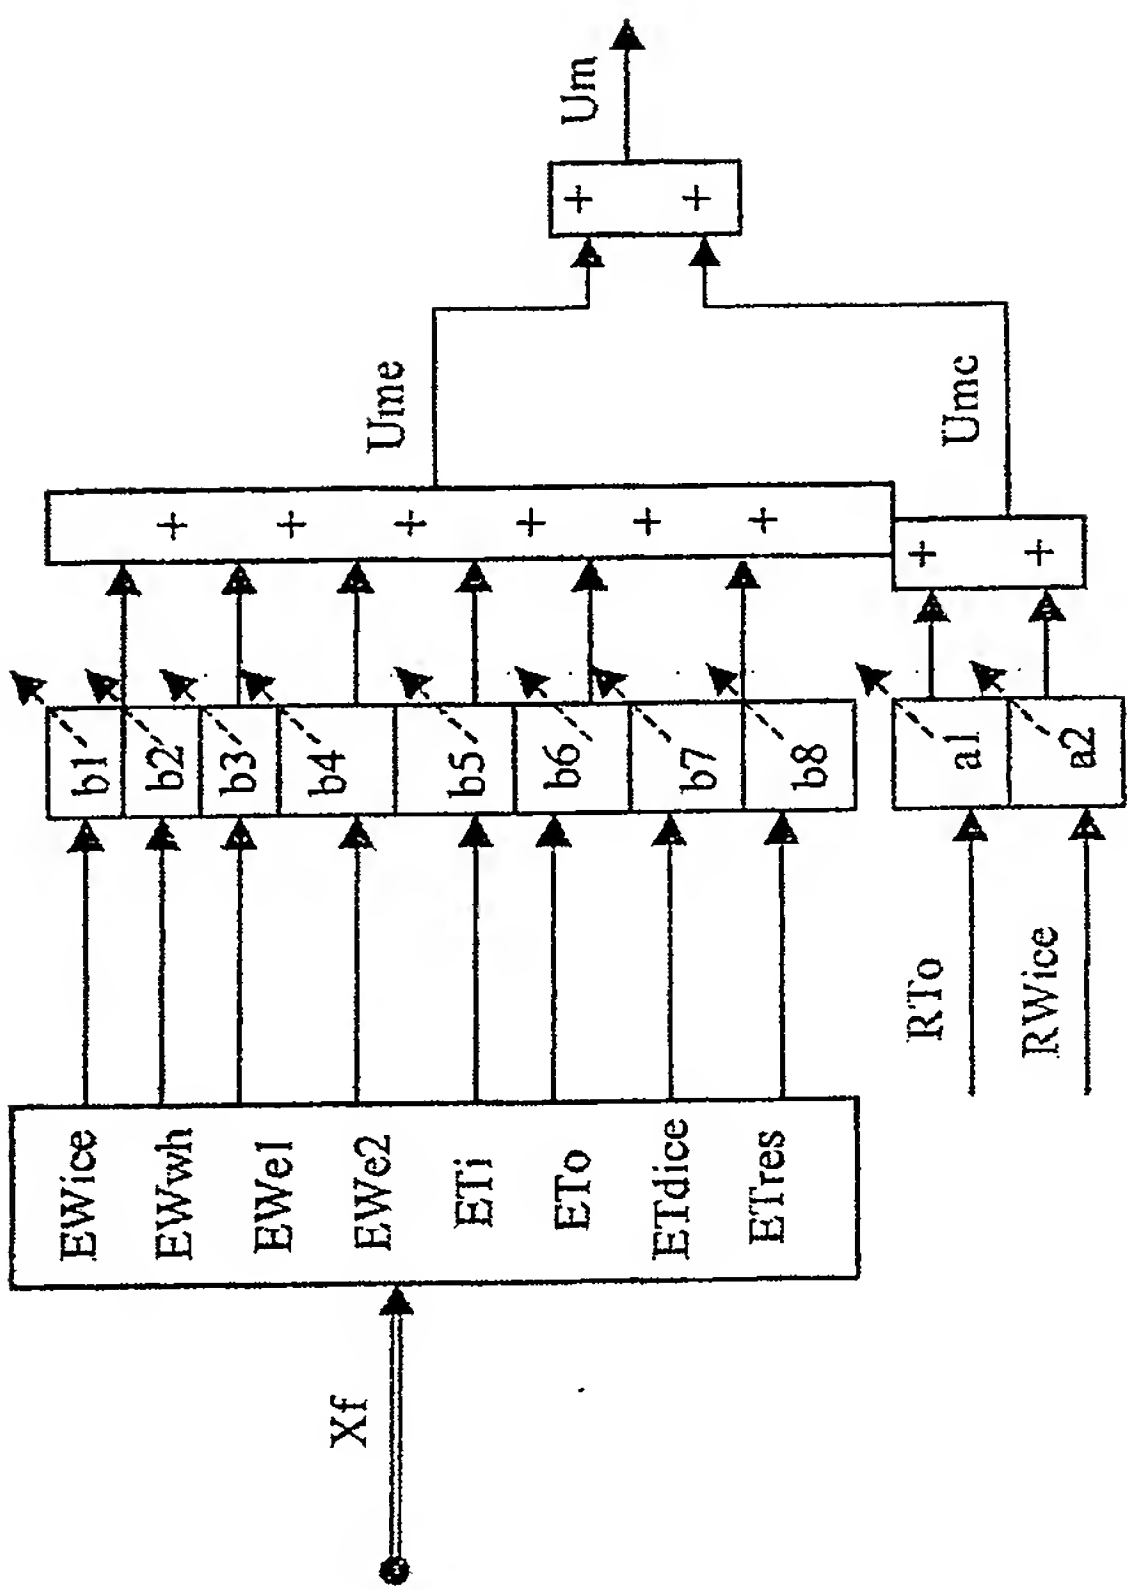 Xf
EWice
EWwh
EWe1
EWe2
ETi
ETo
ETdice
ETres
RTo
RWice
b1
b2
b3
b4
b5
b6
b7
b8
a1
a2
+ + + + + +
+ +
Ume
Umc
+ +
Um